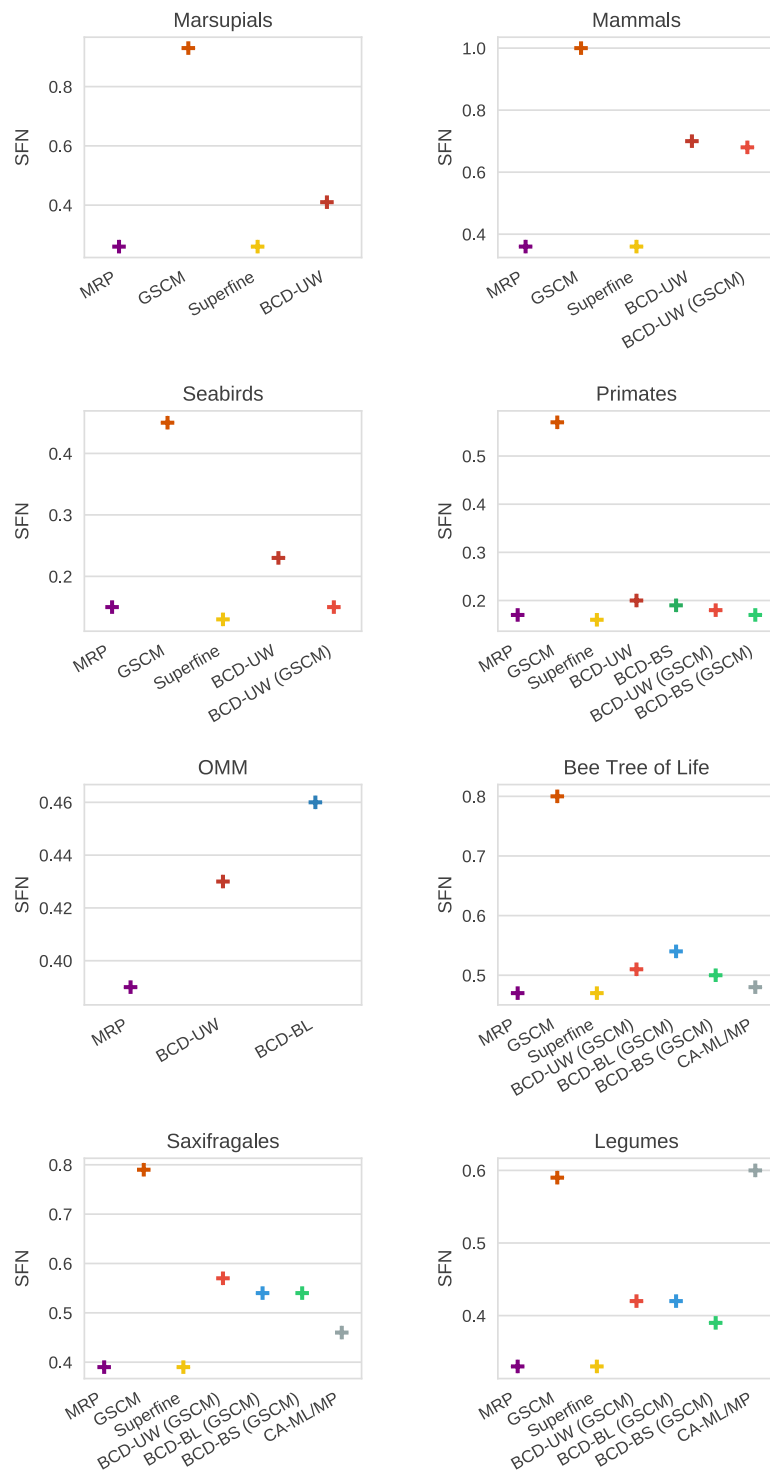 Marsupials
SFN
0.8
0.6
0.4
MRP
GSCM
Superfine
BCD-UW
Mammals
SFN
1.0
0.8
0.6
0.4
MRP
GSCM
Superfine
BCD-UW
BCD-UW (GSCM)
Seabirds
SFN
0.4
0.3
0.2
MRP
GSCM
Superfine
BCD-UW
BCD-UW (GSCM)
Primates
SFN
0.5
0.4
0.3
0.2
MRP
GSCM
Superfine
BCD-UW
BCD-BS
BCD-UW (GSCM)
BCD-BS (GSCM)
OMM
SFN
0.46
0.44
0.42
0.40
MRP
BCD-UW
BCD-BL
Bee Tree of Life
SFN
0.8
0.7
0.6
0.5
MRP
GSCM
Superfine
BCD-UW (GSCM)
BCD-BL (GSCM)
BCD-BS (GSCM)
CA-ML/MP
Saxifragales
SFN
0.8
0.7
0.6
0.5
0.4
MRP
GSCM
Superfine
BCD-UW (GSCM)
BCD-BL (GSCM)
BCD-BS (GSCM)
CA-ML/MP
Legumes
SFN
0.6
0.5
0.4
MRP
GSCM
Superfine
BCD-UW (GSCM)
BCD-BL (GSCM)
BCD-BS (GSCM)
CA-ML/MP